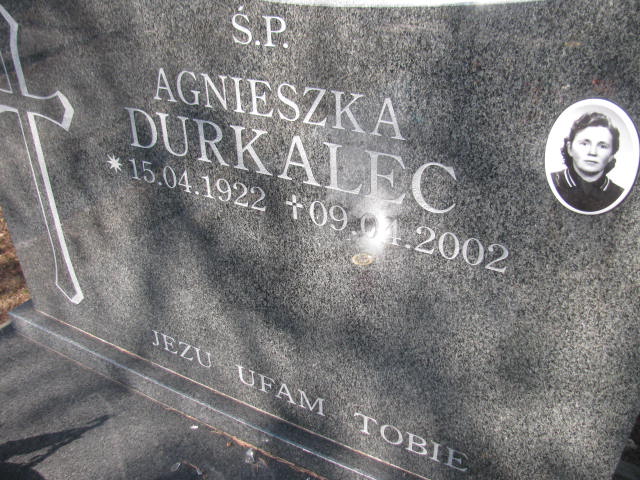 Ś.P.
AGNIESZKA
DURKALEC
*15.04.1922 †09.04.2002
JEZU UFAM TOBIE